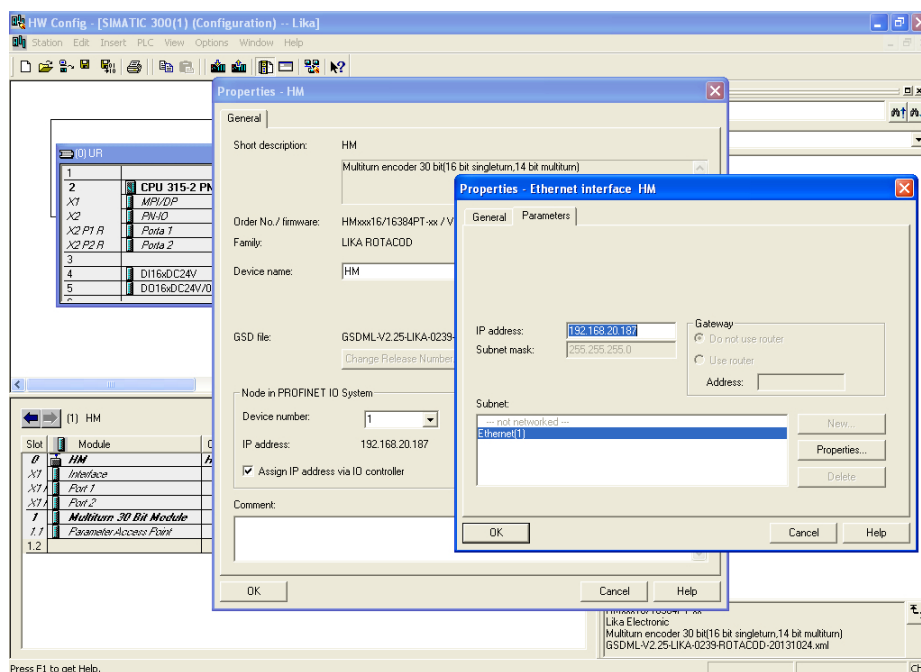 HW Config - [SIMATIC 300(1) (Configuration) -- Lika]
Station Edit Insert PLC View Options Window Help
(0) UR
1
2 CPU 315-2 PN
X1 MPI/DP
X2 PN-IO
X2 P1 R Porta 1
X2 P2 R Porta 2
3
4 DI16xDC24V
5 DO16xDC24V/0
Properties - HM
General
Short description: HM
Multiturn encoder 30 bit(16 bit singleturn,14 bit multiturn)
Order No./ firmware: HMxxx16/16384PT-xx / V
Family: LIKA ROTACOD
Device name: HM
GSD file: GSDML-V2.25-LIKA-0239-
Change Release Number
Node in PROFINET IO System
Device number: 1
IP address: 192.168.20.187
Assign IP address via IO controller
Comment:
OK Cancel Help
Properties - Ethernet interface HM
General Parameters
IP address: 192.168.20.187
Subnet mask: 255.255.255.0
Gateway
Do not use router
Use router
Address:
Subnet:
--- not networked ---
Ethernet(1)
New...
Properties...
Delete
OK Cancel Help
(1) HM
Slot Module
0 HM
X1 Interface
X1 Port 1
X1 Port 2
1 Multiturn 30 Bit Module
1.1 Parameter Access Point
1.2
HMxxx16/16384PT-xx
Lika Electronic
Multiturn encoder 30 bit(16 bit singleturn,14 bit multiturn)
GSDML-V2.25-LIKA-0239-ROTACOD-20131024.xml
Press F1 to get Help.